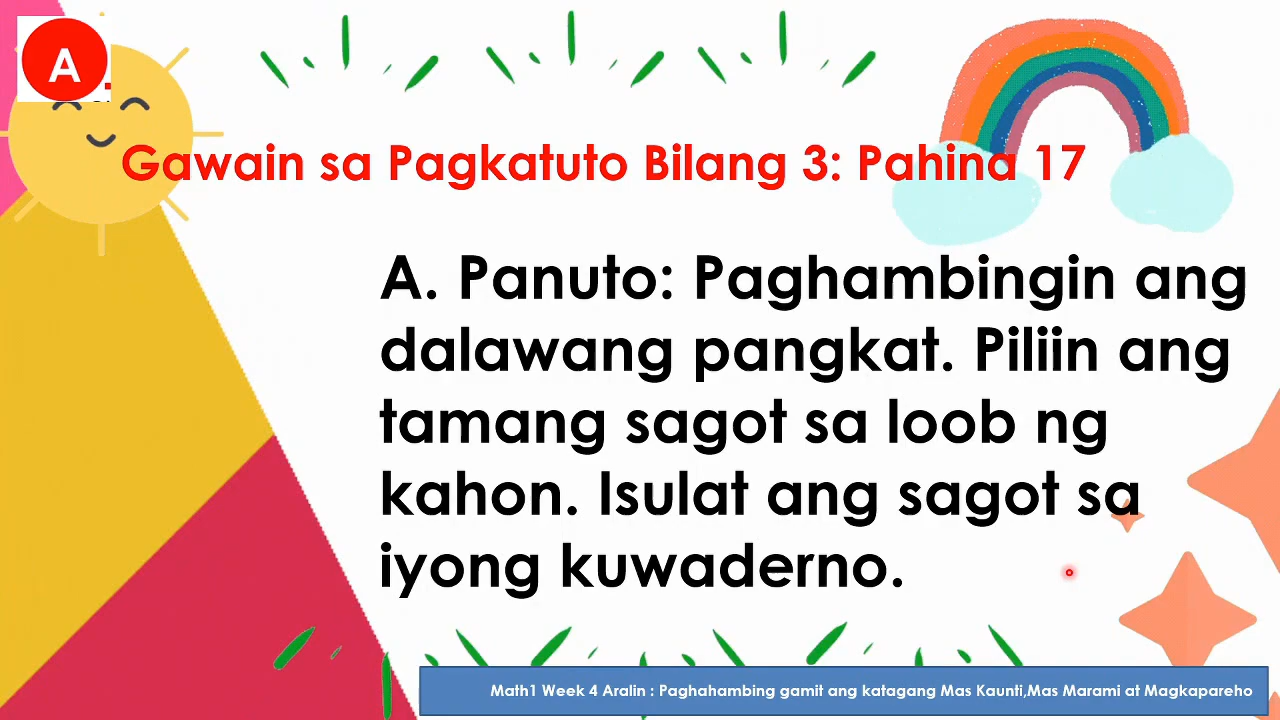 A
Gawain sa Pagkatuto Bilang 3: Pahina 17
A. Panuto: Paghambingin ang
dalawang pangkat. Piliin ang
tamang sagot sa loob ng
kahon. Isulat ang sagot sa
iyong kuwaderno.
Math1 Week 4 Aralin : Paghahambing gamit ang katagang Mas Kaunti,Mas Marami at Magkapareho